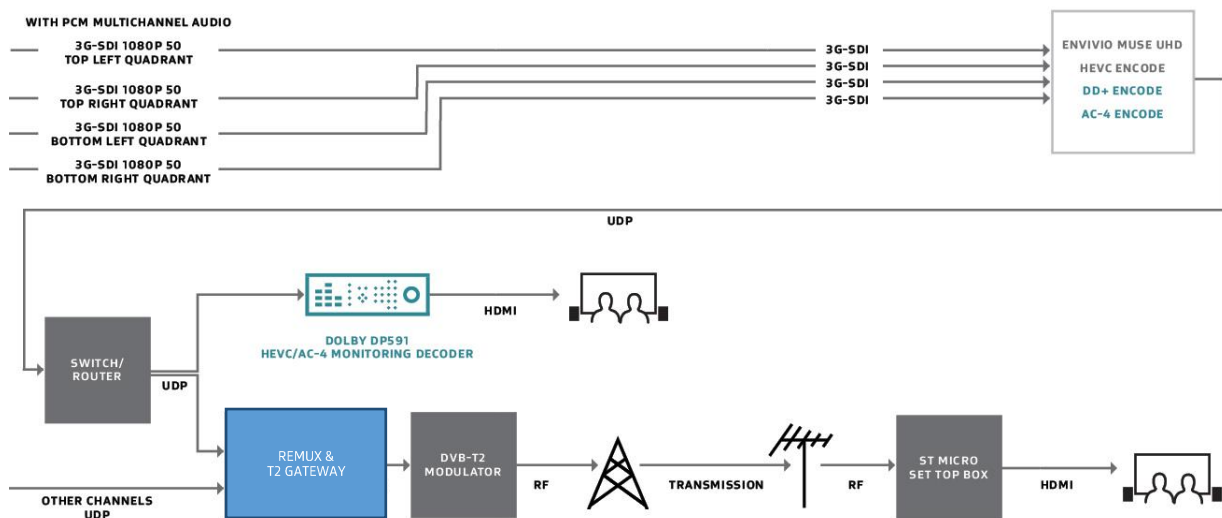 WITH PCM MULTICHANNEL AUDIO
3G-SDI 1080P 50
TOP LEFT QUADRANT
3G-SDI
3G-SDI 1080P 50
TOP RIGHT QUADRANT
3G-SDI
3G-SDI 1080P 50
BOTTOM LEFT QUADRANT
3G-SDI
3G-SDI 1080P 50
BOTTOM RIGHT QUADRANT
3G-SDI
ENVIVIO MUSE UHD
HEVC ENCODE
DD+ ENCODE
AC-4 ENCODE
UDP
SWITCH/
ROUTER
UDP
DOLBY DP591
HEVC/AC-4 MONITORING DECODER
HDMI
OTHER CHANNELS
UDP
REMUX &
T2 GATEWAY
DVB-T2
MODULATOR
RF
TRANSMISSION
RF
ST MICRO
SET TOP BOX
HDMI